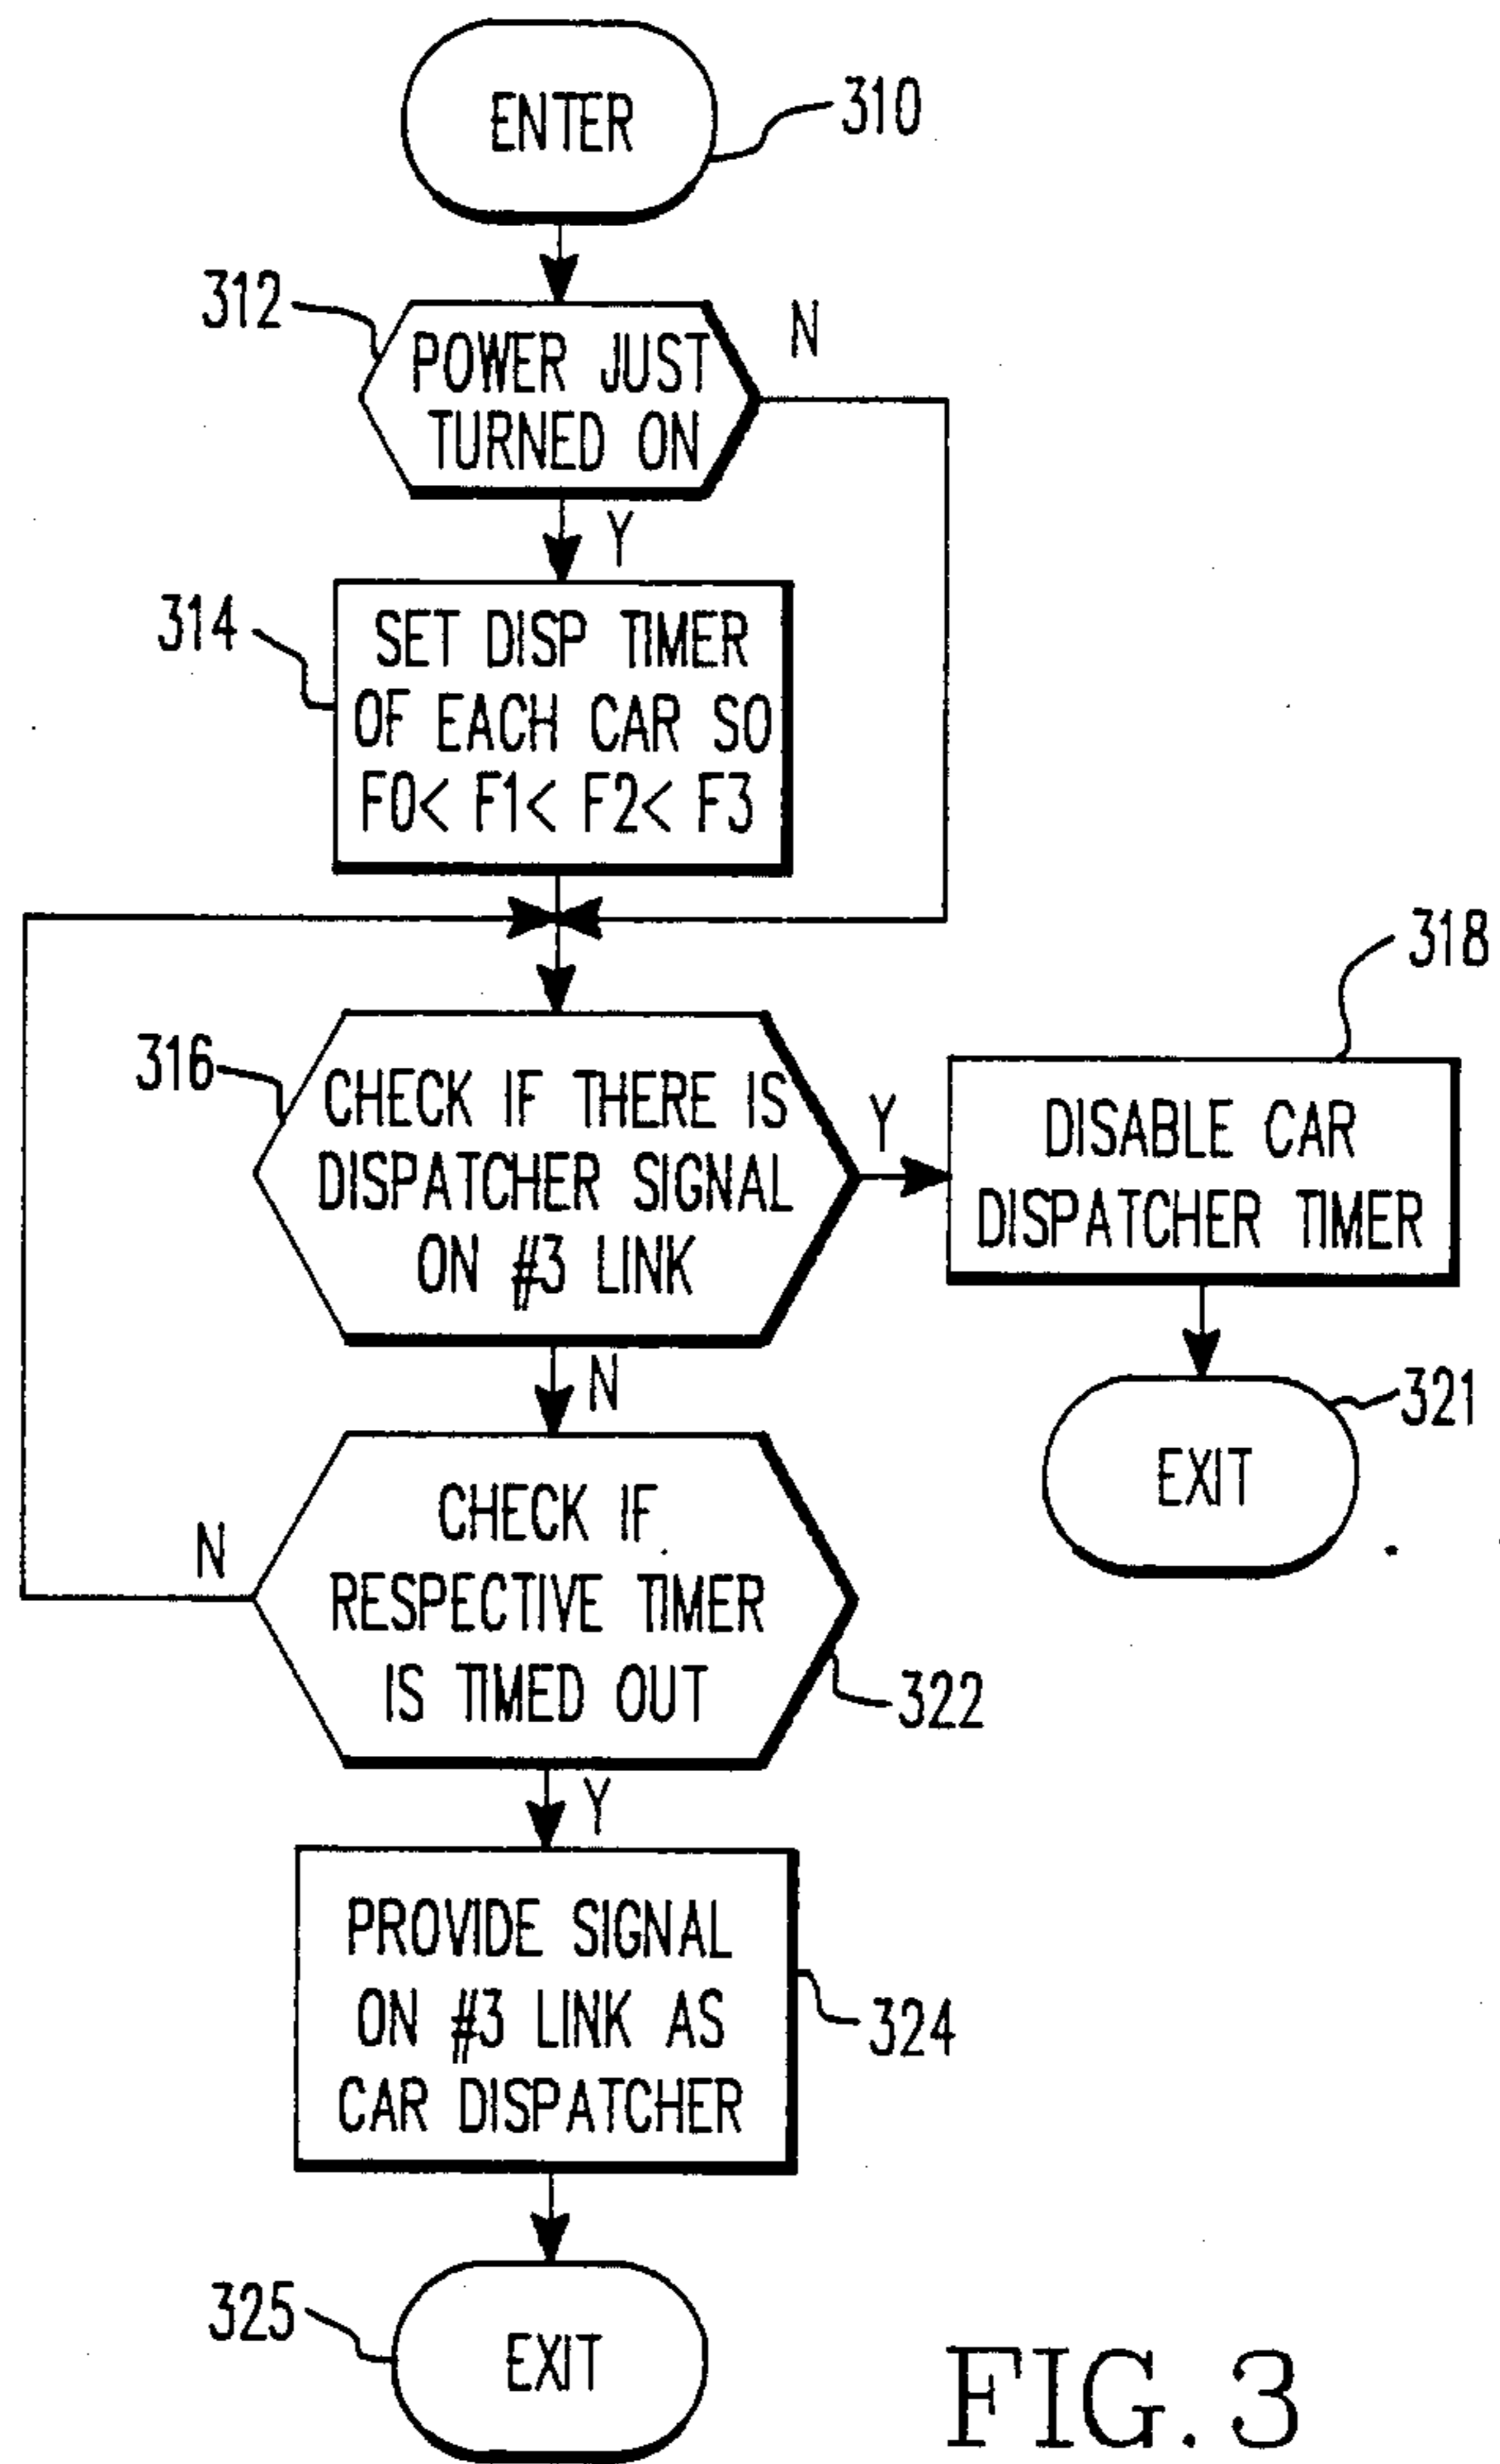 ENTER
310
312
POWER JUST
TURNED ON
N
Y
314
SET DISP TIMER
OF EACH CAR SO
F0< F1< F2< F3
316
CHECK IF THERE IS
DISPATCHER SIGNAL
ON #3 LINK
Y
318
DISABLE CAR
DISPATCHER TIMER
N
321
EXIT
CHECK IF
RESPECTIVE TIMER
IS TIMED OUT
N
322
Y
PROVIDE SIGNAL
ON #3 LINK AS
CAR DISPATCHER
324
325
EXIT
FIG. 3